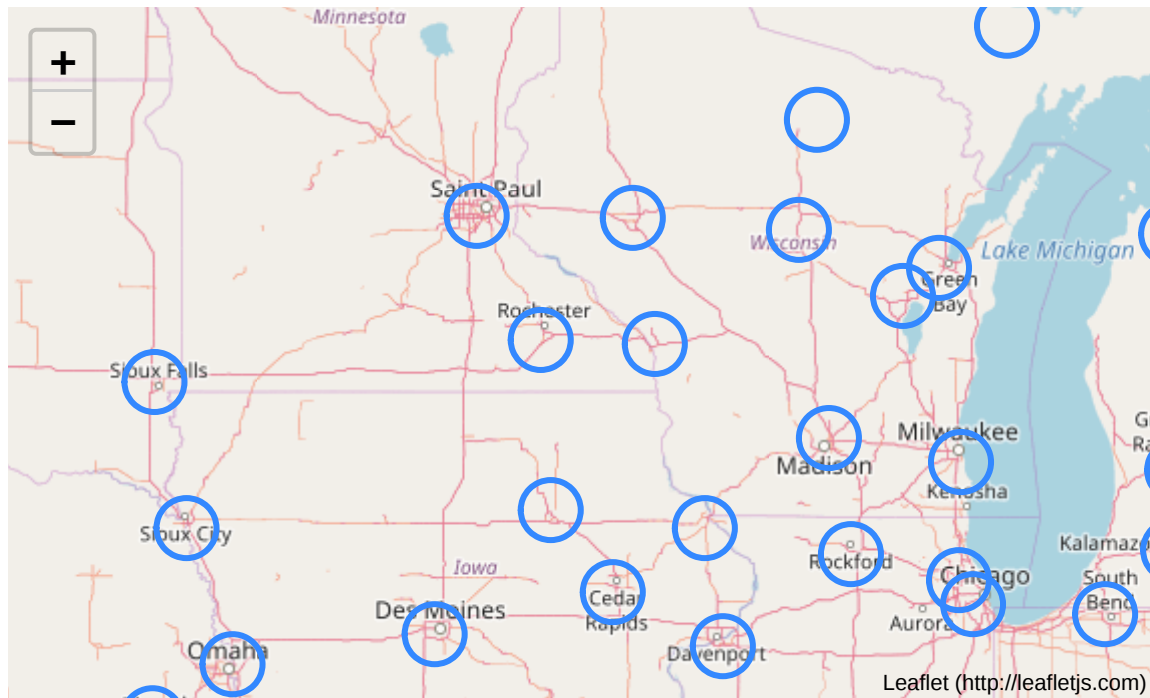 Minnesota
+
−
Saint Paul
Wisconsin
Lake Michigan
Green
Bay
Rochester
Sioux Falls
Milwaukee
Madison
Kenosha
Sioux City
Rockford
Kalamazo
Iowa
Chicago
South
Bend
Cedar
Rapids
Des Moines
Aurora
Omaha
Davenport
Leaflet (http://leafletjs.com)